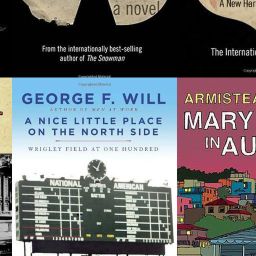 a novel
A New Har
From the internationally best-selling
author of The Snowman
The Internationa
GEORGE F. WILL
AUTHOR OF MEN AT WORK
A NICE LITTLE PLACE
ON THE NORTH SIDE
WRIGLEY FIELD AT ONE HUNDRED
NATIONAL
AMERICAN
ARMISTEA
MARY
IN AU